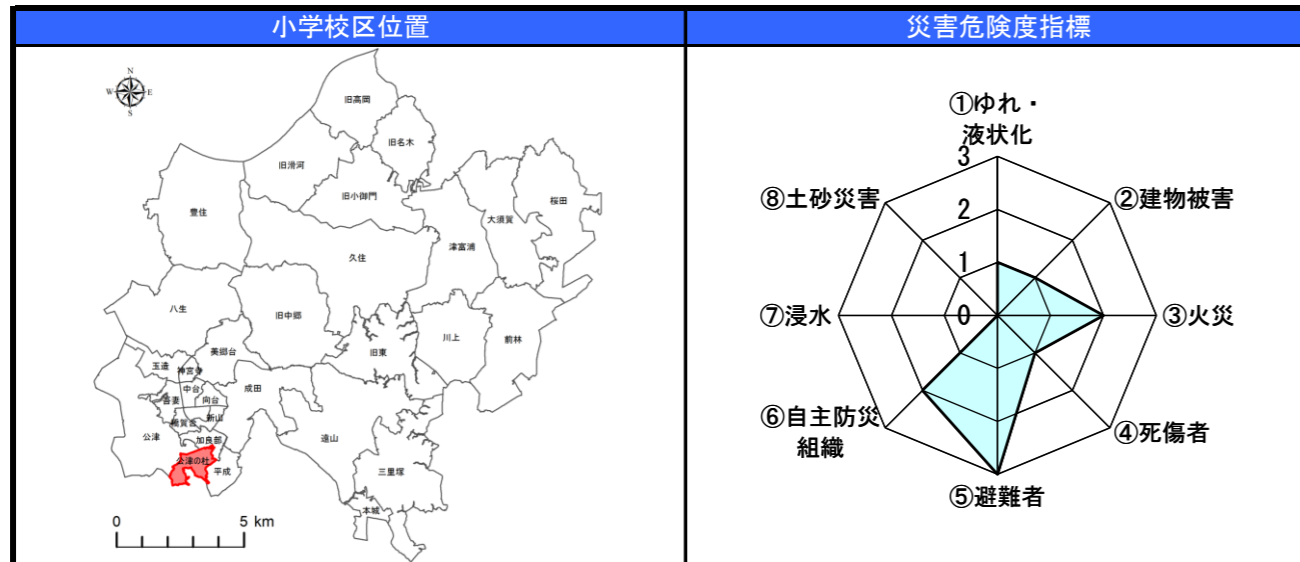 小学校区位置
災害危険度指標
N
W
E
S
旧高岡
旧名木
旧滑河
旧小御門
桜田
大須賀
豊住
津富浦
久住
八生
旧中郷
川上
前林
旧東
美郷台
玉造
神宮寺
成田
中台
吾妻
向台
新山
橋賀台
遠山
公津
加良部
公津の杜
平成
三里塚
本城
0
5 km
①ゆれ・
液状化
3
⑧土砂災害
②建物被害
2
1
⑦浸水
0
③火災
⑥自主防災
組織
④死傷者
⑤避難者